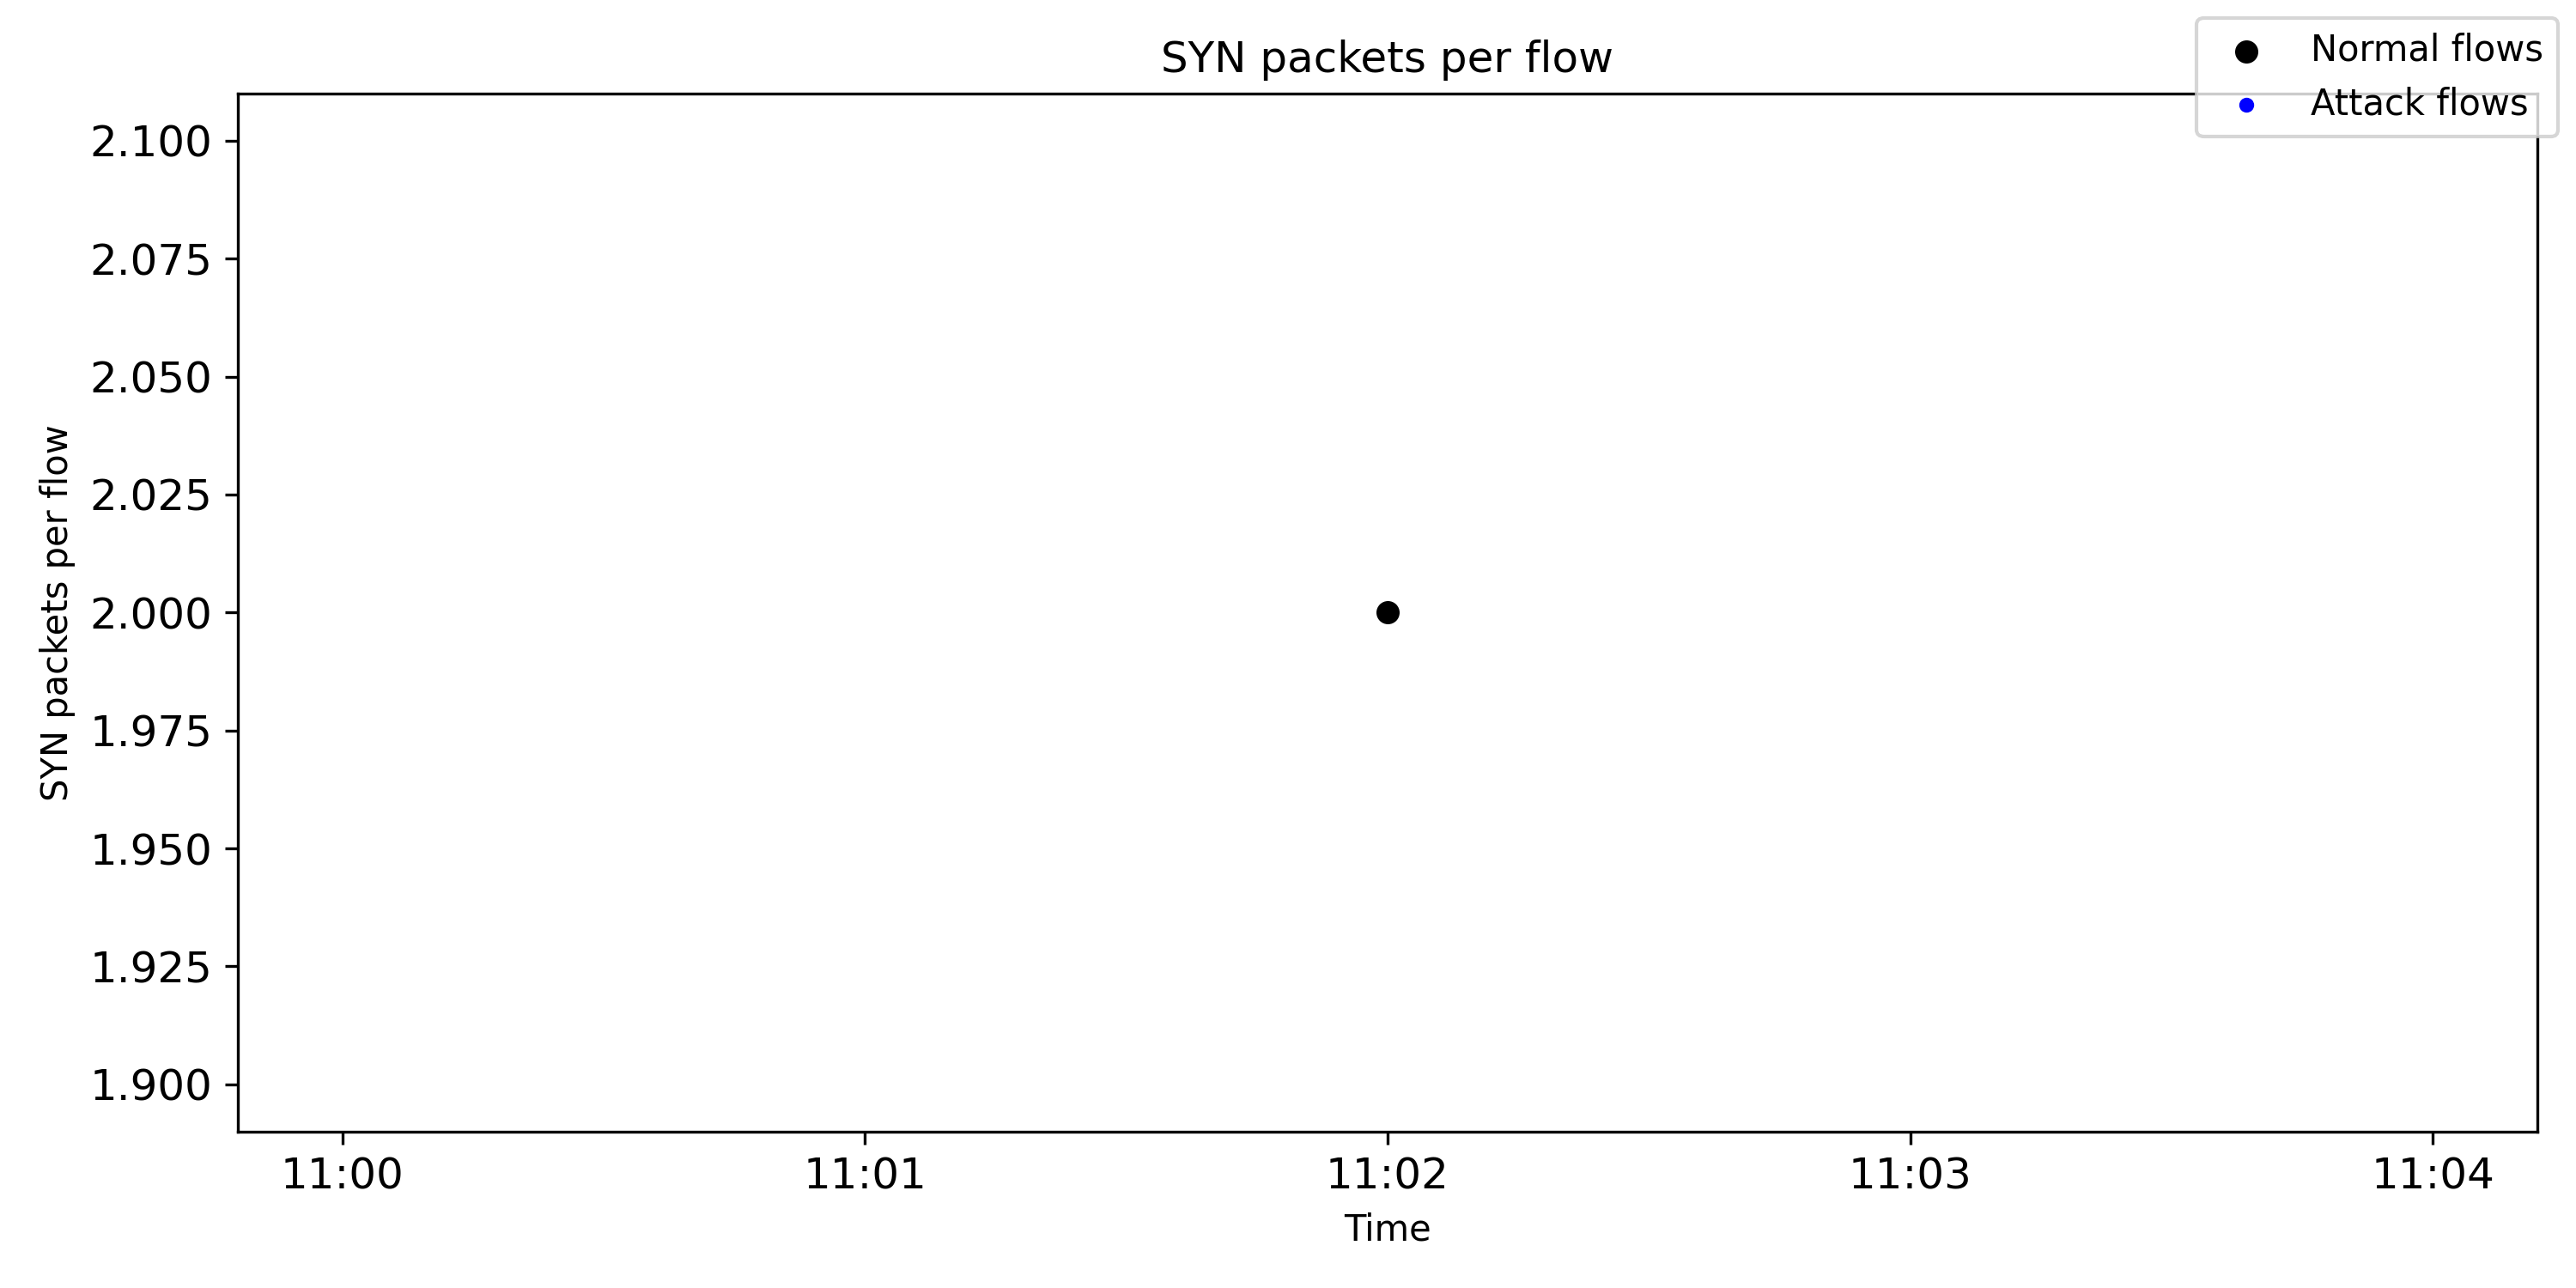 SYN packets per flow
Normal flows
Attack flows
SYN packets per flow
2.100
2.075
2.050
2.025
2.000
1.975
1.950
1.925
1.900
11:00 11:01 11:02 11:03 11:04
Time